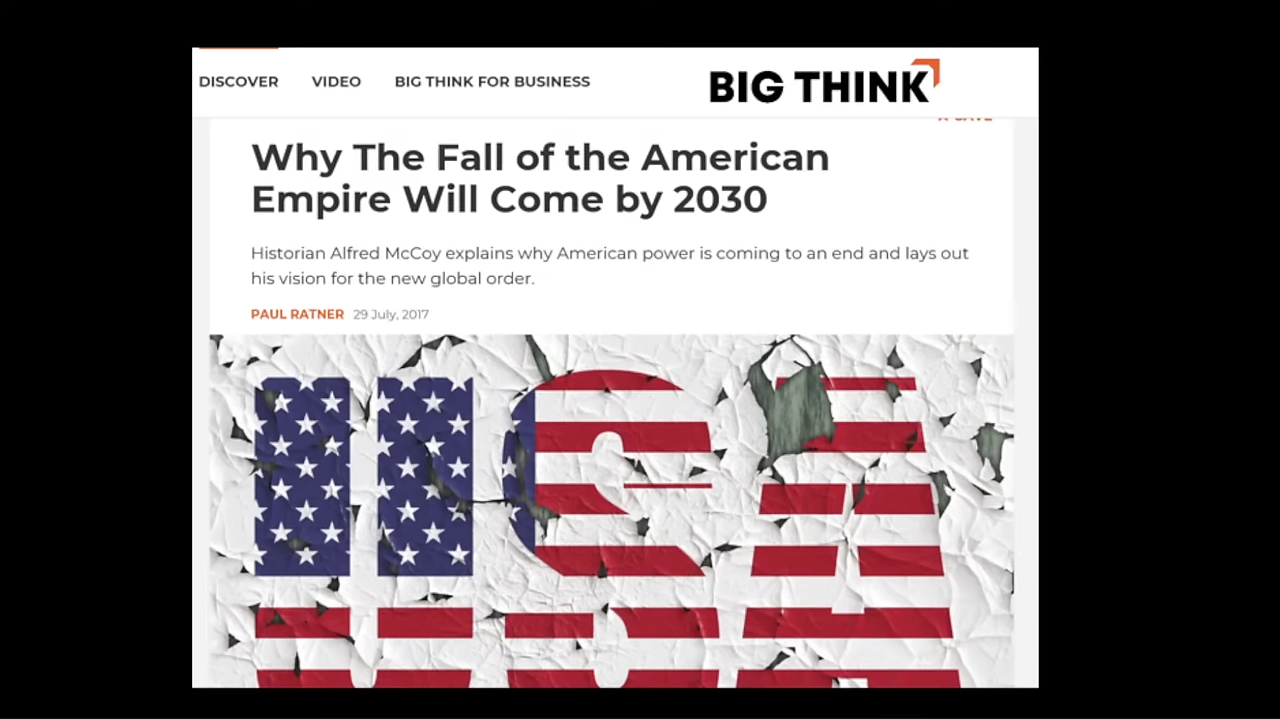 DISCOVER VIDEO BIG THINK FOR BUSINESS BIG THINK
Why The Fall of the American
Empire Will Come by 2030
Historian Alfred McCoy explains why American power is coming to an end and lays out
his vision for the new global order.
PAUL RATNER 29 July, 2017
USA